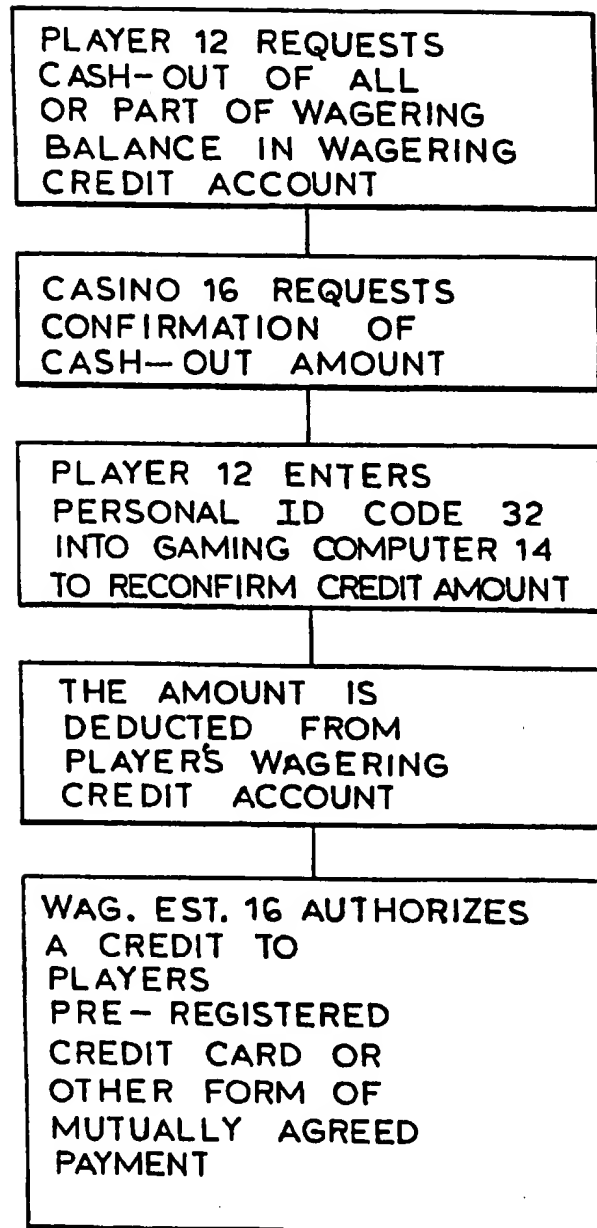 PLAYER 12 REQUESTS
CASH-OUT OF ALL
OR PART OF WAGERING
BALANCE IN WAGERING
CREDIT ACCOUNT
CASINO 16 REQUESTS
CONFIRMATION OF
CASH-OUT AMOUNT
PLAYER 12 ENTERS
PERSONAL ID CODE 32
INTO GAMING COMPUTER 14
TO RECONFIRM CREDIT AMOUNT
THE AMOUNT IS
DEDUCTED FROM
PLAYER'S WAGERING
CREDIT ACCOUNT
WAG. EST. 16 AUTHORIZES
A CREDIT TO
PLAYERS
PRE-REGISTERED
CREDIT CARD OR
OTHER FORM OF
MUTUALLY AGREED
PAYMENT